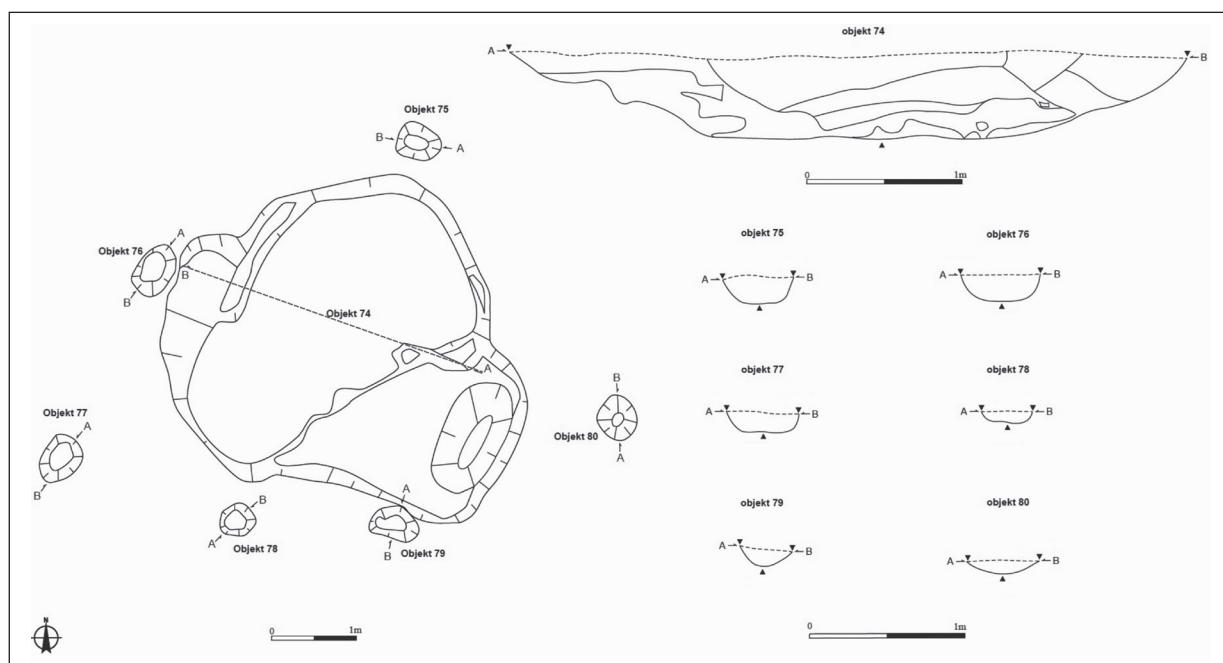 objekt 74
A
B
0
1m
Objekt 75
B
A
Objekt 76
A
B
B
Objekt 74
A
Objekt 77
A
B
B
A
Objekt 78
A
B
Objekt 79
B
Objekt 80
A
N
0
1m
objekt 75
A
B
objekt 76
A
B
objekt 77
A
B
objekt 78
A
B
objekt 79
A
B
objekt 80
A
B
0
1m